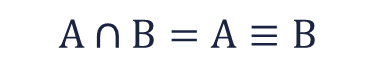 A ∩ B = A ≡ B